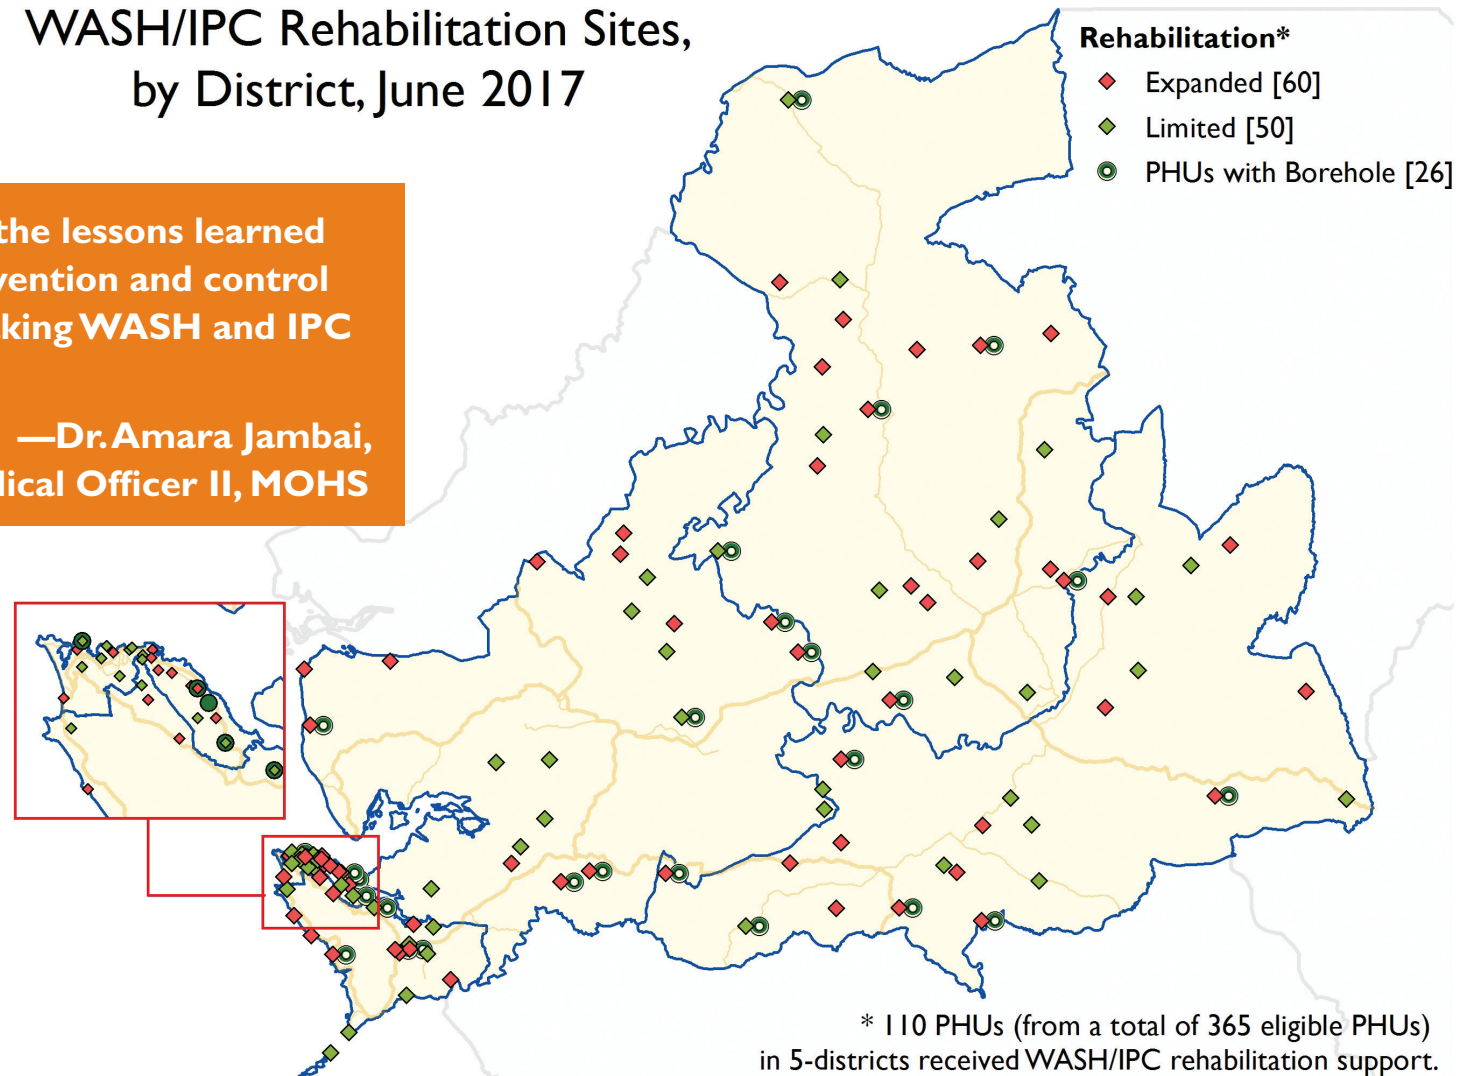 WASH/IPC Rehabilitation Sites,
by District, June 2017
the lessons learned
vention and control
king WASH and IPC
—Dr. Amara Jambai,
lical Officer II, MOHS
Rehabilitation*
Expanded [60]
Limited [50]
PHUs with Borehole [26]
* 110 PHUs (from a total of 365 eligible PHUs)
in 5-districts received WASH/IPC rehabilitation support.